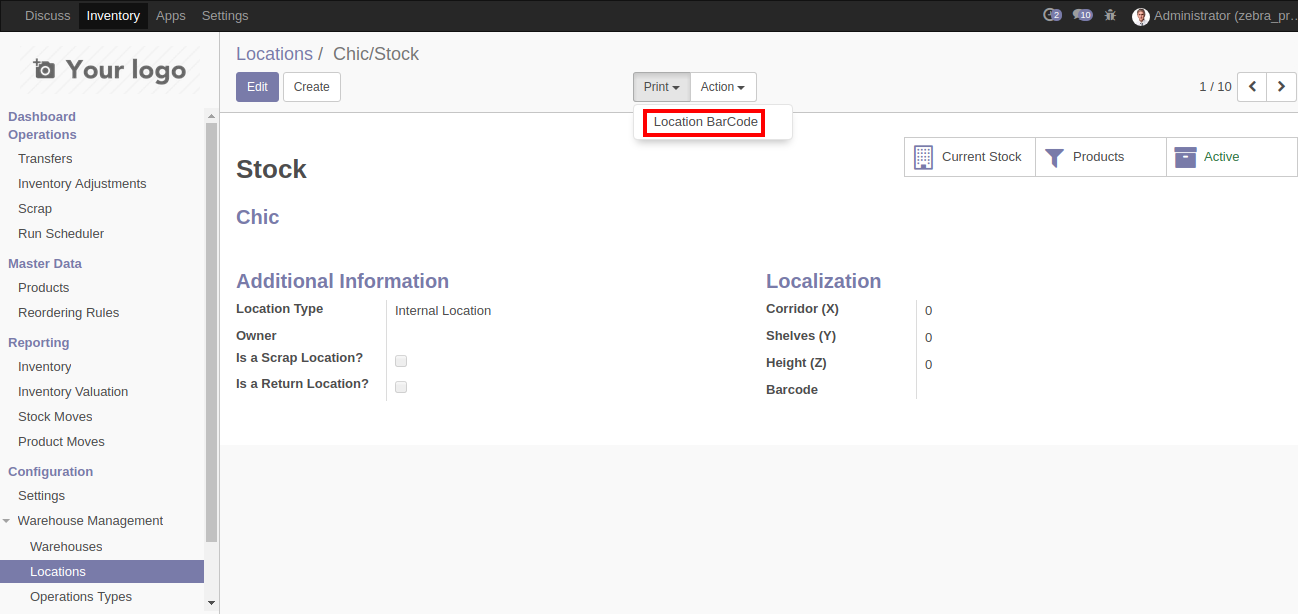 Discuss Inventory Apps Settings 2 10 Administrator (zebra_pr...
Your logo
Dashboard
Operations
Transfers
Inventory Adjustments
Scrap
Run Scheduler
Master Data
Products
Reordering Rules
Reporting
Inventory
Inventory Valuation
Stock Moves
Product Moves
Configuration
Settings
Warehouse Management
Warehouses
Locations
Operations Types
Locations / Chic/Stock
Edit Create Print Action 1 / 10
Location BarCode
Current Stock Products Active
Stock
Chic
Additional Information
Location Type Internal Location
Owner
Is a Scrap Location?
Is a Return Location?
Localization
Corridor (X) 0
Shelves (Y) 0
Height (Z) 0
Barcode